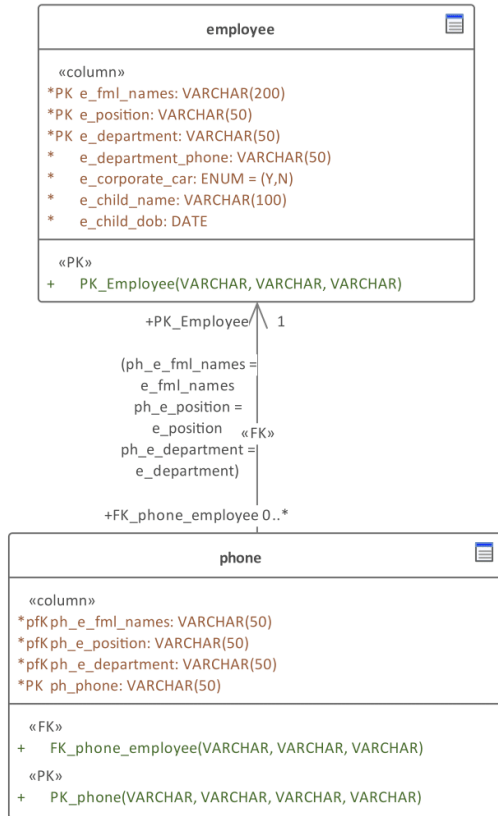 employee
«column»
*PK e_fml_names: VARCHAR(200)
*PK e_position: VARCHAR(50)
*PK e_department: VARCHAR(50)
* e_department_phone: VARCHAR(50)
* e_corporate_car: ENUM = (Y,N)
* e_child_name: VARCHAR(100)
* e_child_dob: DATE
«PK»
+ PK_Employee(VARCHAR, VARCHAR, VARCHAR)
+PK_Employee 1
(ph_e_fml_names =
e_fml_names
ph_e_position =
e_position
«FK»
ph_e_department =
e_department)
+FK_phone_employee 0..*
phone
«column»
*pfK ph_e_fml_names: VARCHAR(50)
*pfK ph_e_position: VARCHAR(50)
*pfK ph_e_department: VARCHAR(50)
*PK ph_phone: VARCHAR(50)
«FK»
+ FK_phone_employee(VARCHAR, VARCHAR, VARCHAR)
«PK»
+ PK_phone(VARCHAR, VARCHAR, VARCHAR, VARCHAR)